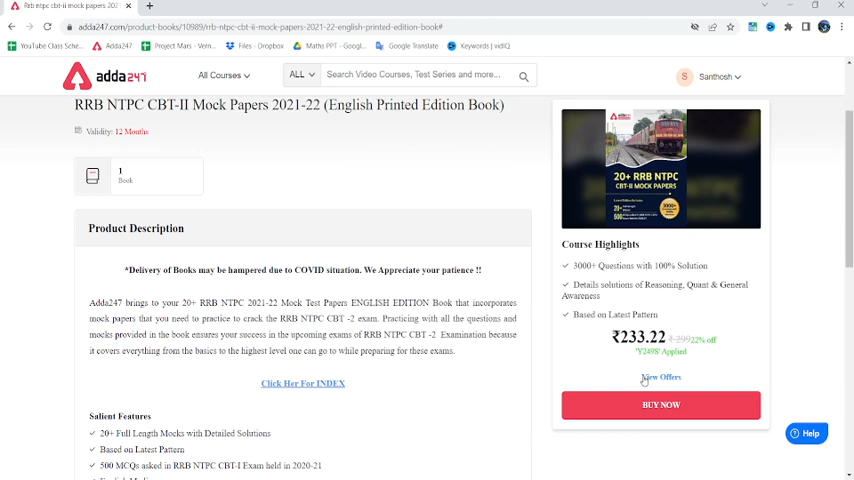 Rrb ntpc cbt-ii mock papers 202
adda247.com/product-books/10989/rrb-ntpc-cbt-ii-mock-papers-2021-22-english-printed-edition-book#
YouTube Class Sche... Adda247 Project Mars - Vern... Files - Dropbox Maths PPT - Googl... Google Translate Keywords | vidIQ
adda247 All Courses ALL Search Video Courses, Test Series and more... S Santhosh
RRB NTPC CBT-II Mock Papers 2021-22 (English Printed Edition Book)
Validity: 12 Months
1
Book
Product Description
*Delivery of Books may be hampered due to COVID situation. We Appreciate your patience !!
Adda247 brings to your 20+ RRB NTPC 2021-22 Mock Test Papers ENGLISH EDITION Book that incorporates
mock papers that you need to practice to crack the RRB NTPC CBT -2 exam. Practicing with all the questions and
mocks provided in the book ensures your success in the upcoming exams of RRB NTPC CBT -2 Examination because
it covers everything from the basics to the highest level one can go to while preparing for these exams.
Click Her For INDEX
Salient Features
20+ Full Length Mocks with Detailed Solutions
Based on Latest Pattern
500 MCQs asked in RRB NTPC CBT-I Exam held in 2020-21
20+ RRB NTPC
CBT-II MOCK PAPERS
20+
500
3000+
Course Highlights
3000+ Questions with 100% Solution
Details solutions of Reasoning, Quant & General
Awareness
Based on Latest Pattern
₹233.22 ₹ 299 22% off
'Y249S' Applied
View Offers
BUY NOW
Help